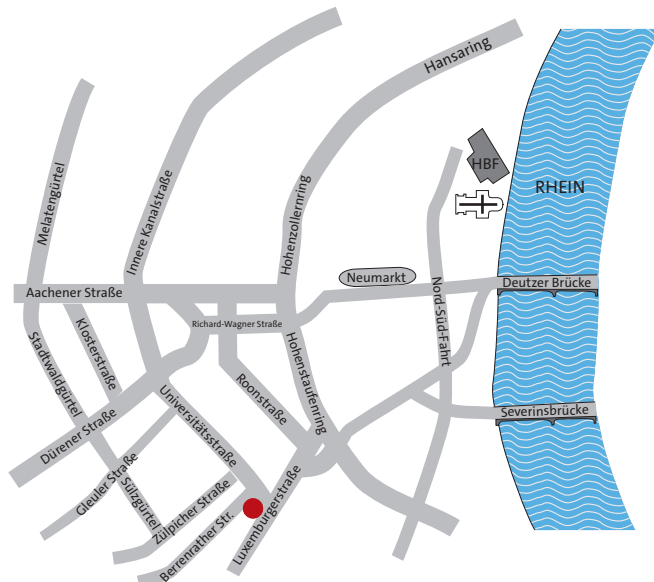 Hansaring
HBF
RHEIN
Melatengürtel
Innere Kanalstraße
Hohenzollernring
Neumarkt
Deutzer Brücke
Aachener Straße
Nord-Süd-Fahrt
Richard-Wagner Straße
Klosterstraße
Stadtwaldgürtel
Hohenstaufenring
Roonstraße
Universitätsstraße
Severinsbrücke
Dürener Straße
Gleuler Straße
Sülzgürtel
Zülpicher Straße
Luxemburgerstraße
Berrenrather Str.